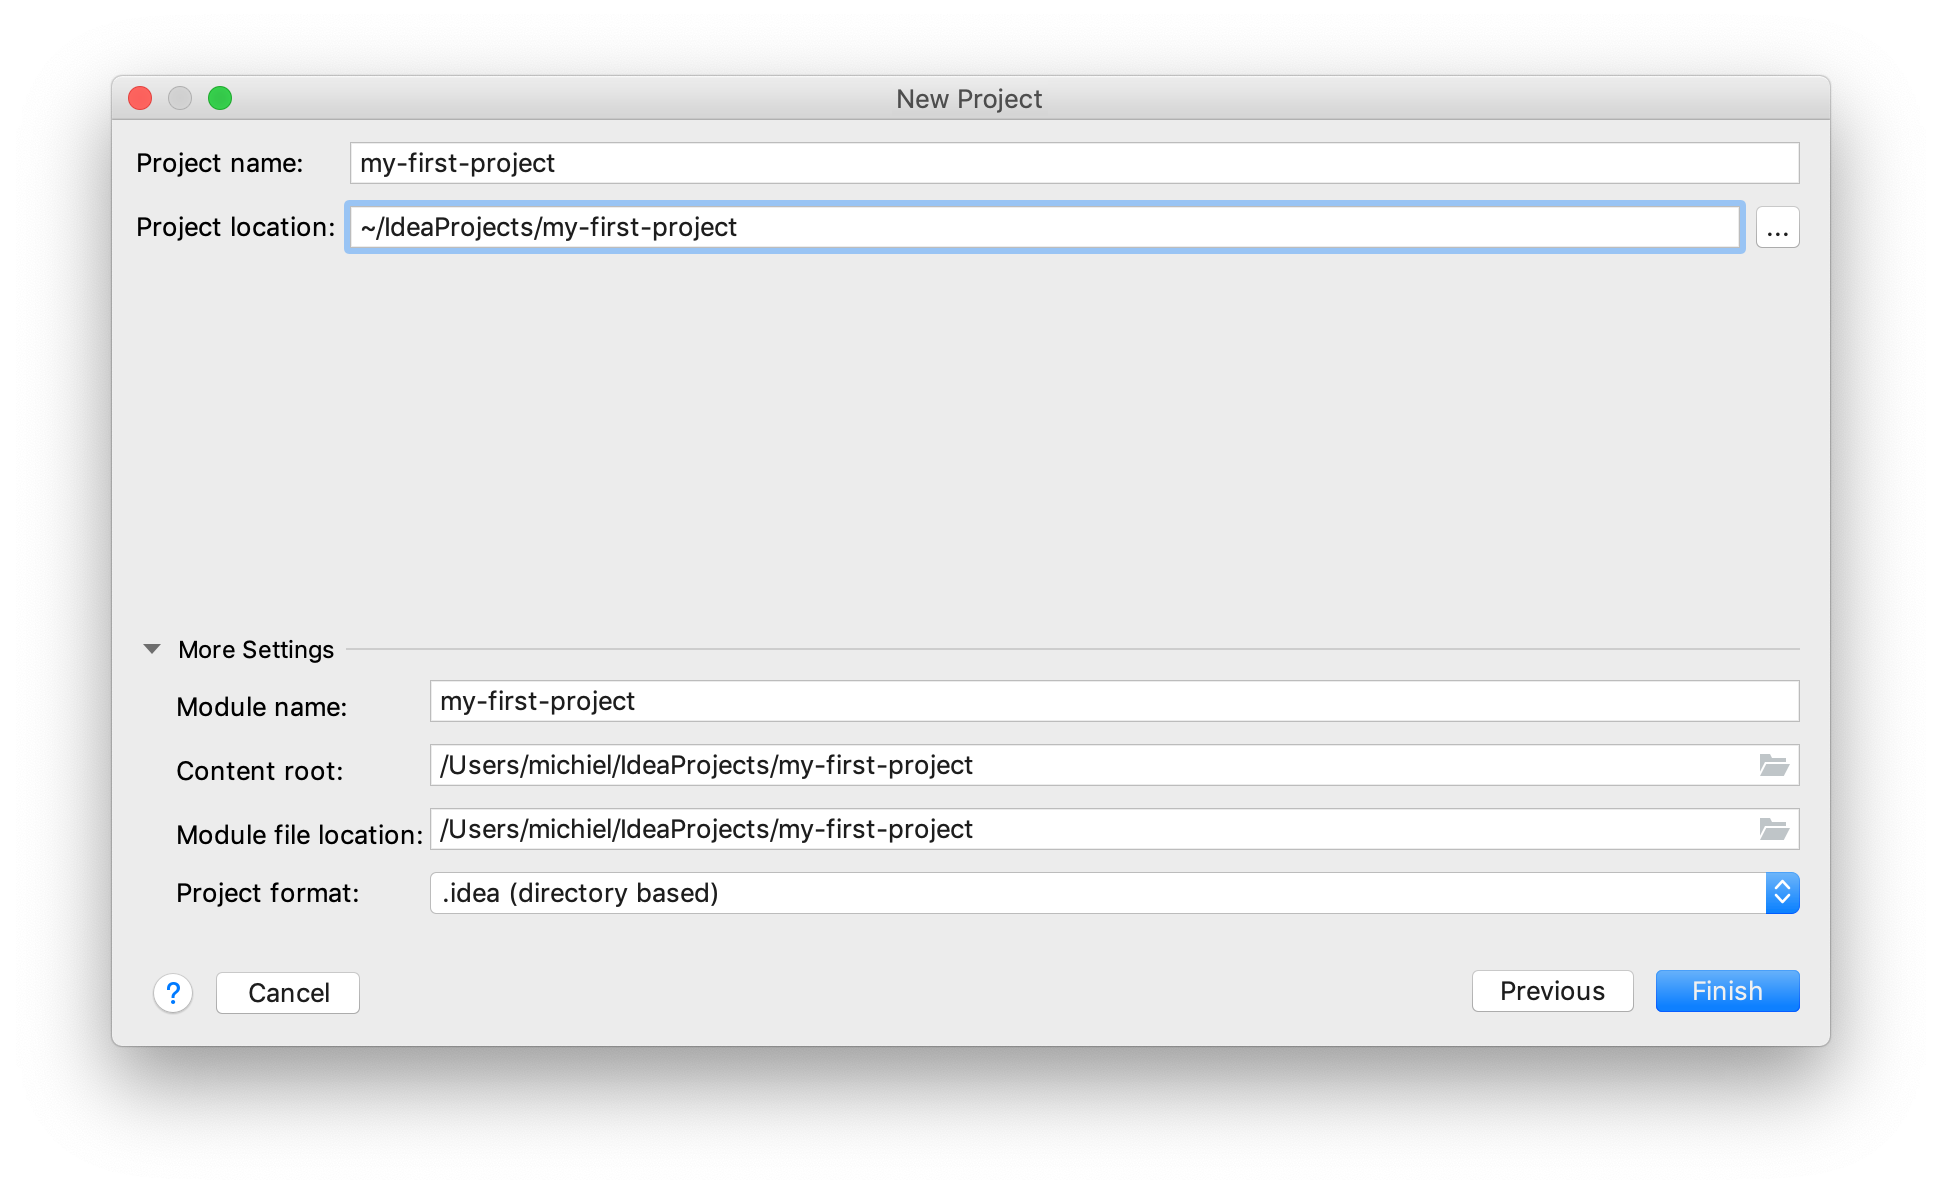 New Project
Project name: my-first-project
Project location: ~/IdeaProjects/my-first-project ...
More Settings
Module name: my-first-project
Content root: /Users/michiel/IdeaProjects/my-first-project
Module file location: /Users/michiel/IdeaProjects/my-first-project
Project format: .idea (directory based)
? Cancel Previous Finish